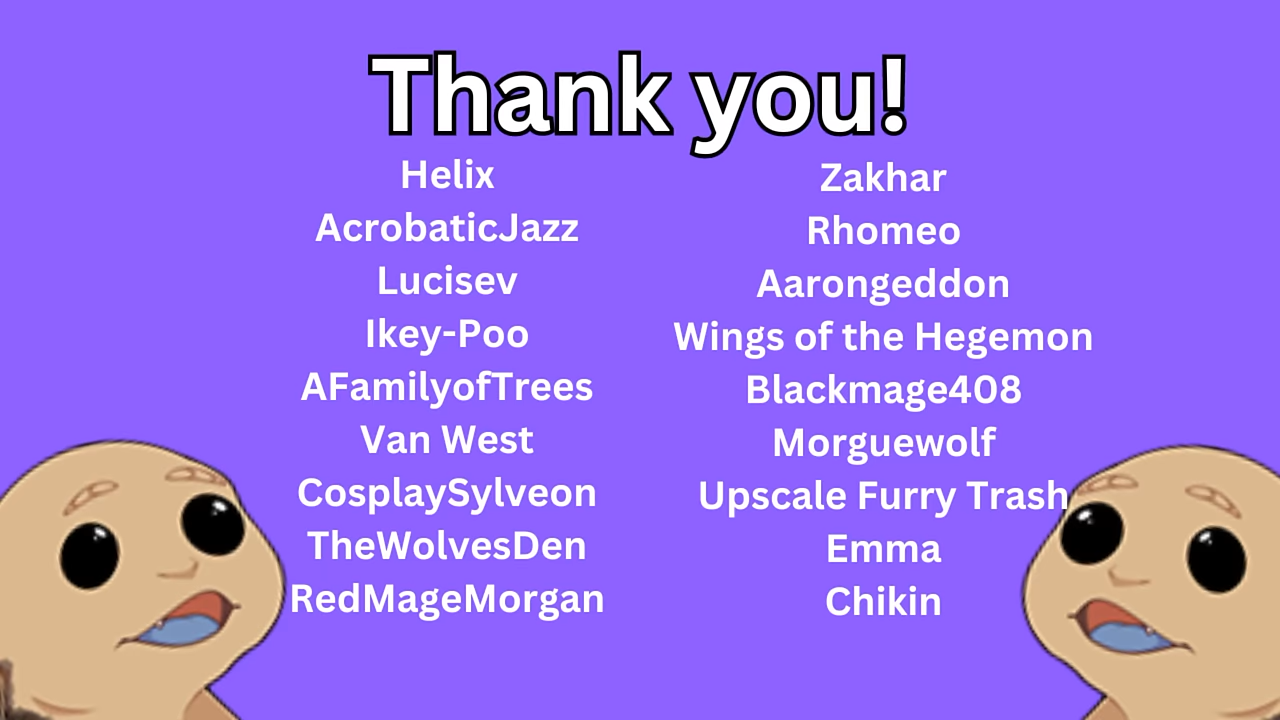 Thank you!
Helix
AcrobaticJazz
Lucisev
Ikey-Poo
AFamilyofTrees
Van West
CosplaySylveon
TheWolvesDen
RedMageMorgan
Zakhar
Rhomeo
Aarongeddon
Wings of the Hegemon
Blackmage408
Morguewolf
Upscale Furry Trash
Emma
Chikin